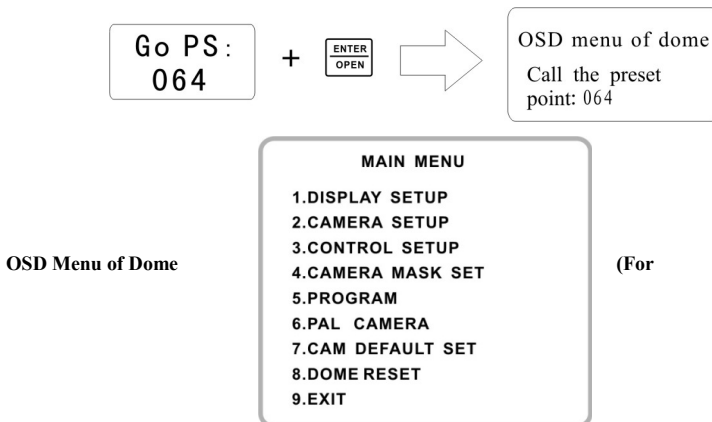 Go PS:
064
+
ENTER
OPEN
OSD menu of dome
Call the preset
point: 064
MAIN MENU
1.DISPLAY SETUP
2.CAMERA SETUP
3.CONTROL SETUP
4.CAMERA MASK SET
5.PROGRAM
6.PAL CAMERA
7.CAM DEFAULT SET
8.DOME RESET
9.EXIT
OSD Menu of Dome
(For